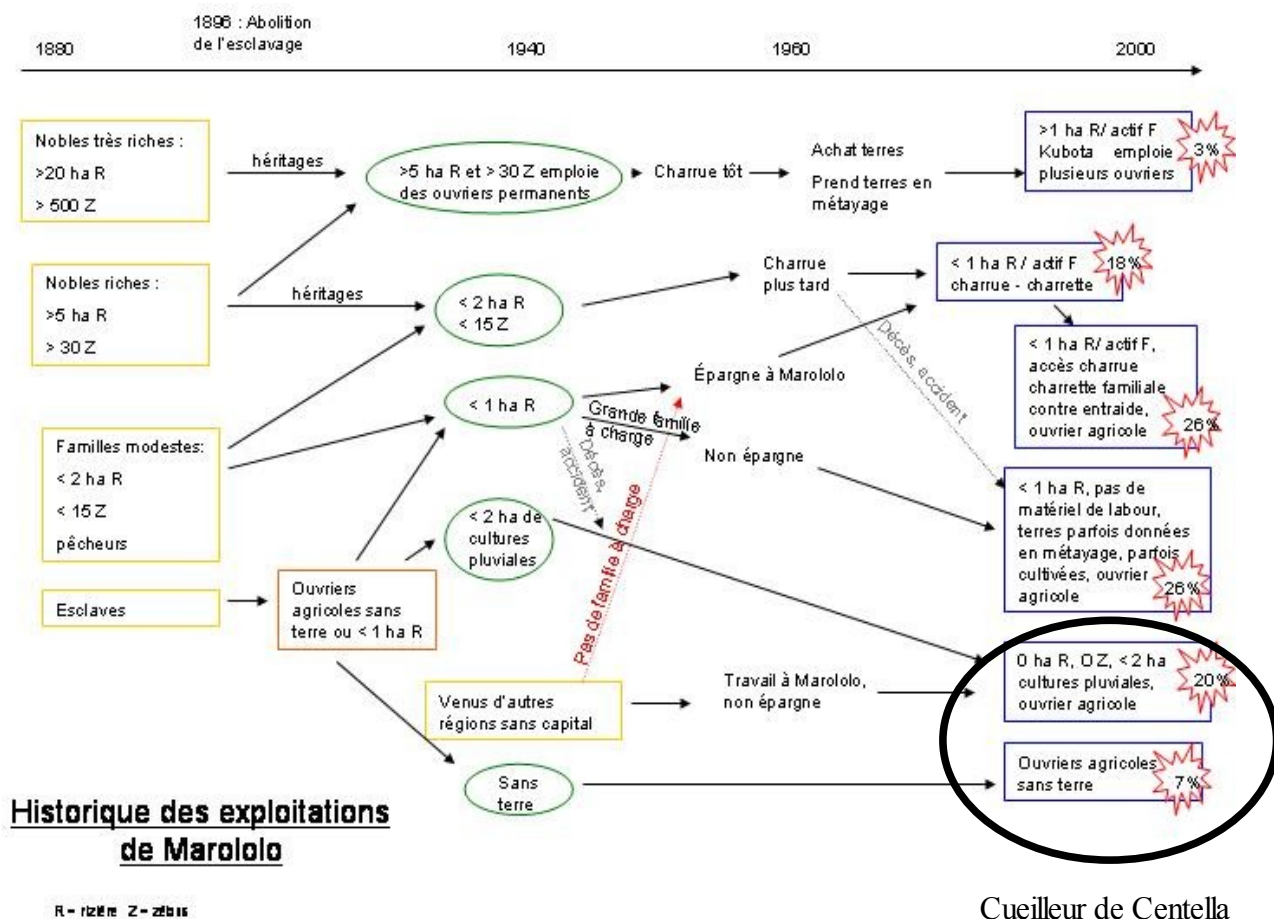 1896 : Abolition
de l'esclavage
1880
1940
1960
2000
Nobles très riches :
>20 ha R
> 500 Z
héritages
>5 ha R et > 30 Z emploie
des ouvriers permanents
Charrue tôt
Achat terres
Prend terres en
métayage
>1 ha R/ actif F
Kubota emploie
plusieurs ouvriers
3%
Nobles riches :
>5 ha R
> 30 Z
héritages
< 2 ha R
< 15 Z
Charrue
plus tard
< 1 ha R / actif F
charrue - charrette
18%
Décès, accident
< 1 ha R/ actif F,
accès charrue
charrette familiale
contre entraide,
ouvrier agricole
26%
Familles modestes:
< 2 ha R
< 15 Z
pêcheurs
< 1 ha R
Épargne à Marololo
Grande famille
à charge
Non épargne
Décès,
accident
Pas de famille à charge
< 1 ha R, pas de
matériel de labour,
terres parfois données
en métayage, parfois
cultivées, ouvrier
agricole
26%
< 2 ha de
cultures
pluviales
Esclaves
Ouvriers
agricoles sans
terre ou < 1 ha R
Venus d'autres
régions sans capital
Travail à Marololo,
non épargne
0 ha R, 0 Z, < 2 ha
cultures pluviales,
ouvrier agricole
20%
Sans
terre
Ouvriers agricoles
sans terre
7%
Historique des exploitations
de Marololo
R = rizière Z = zébus
Cueilleur de Centella